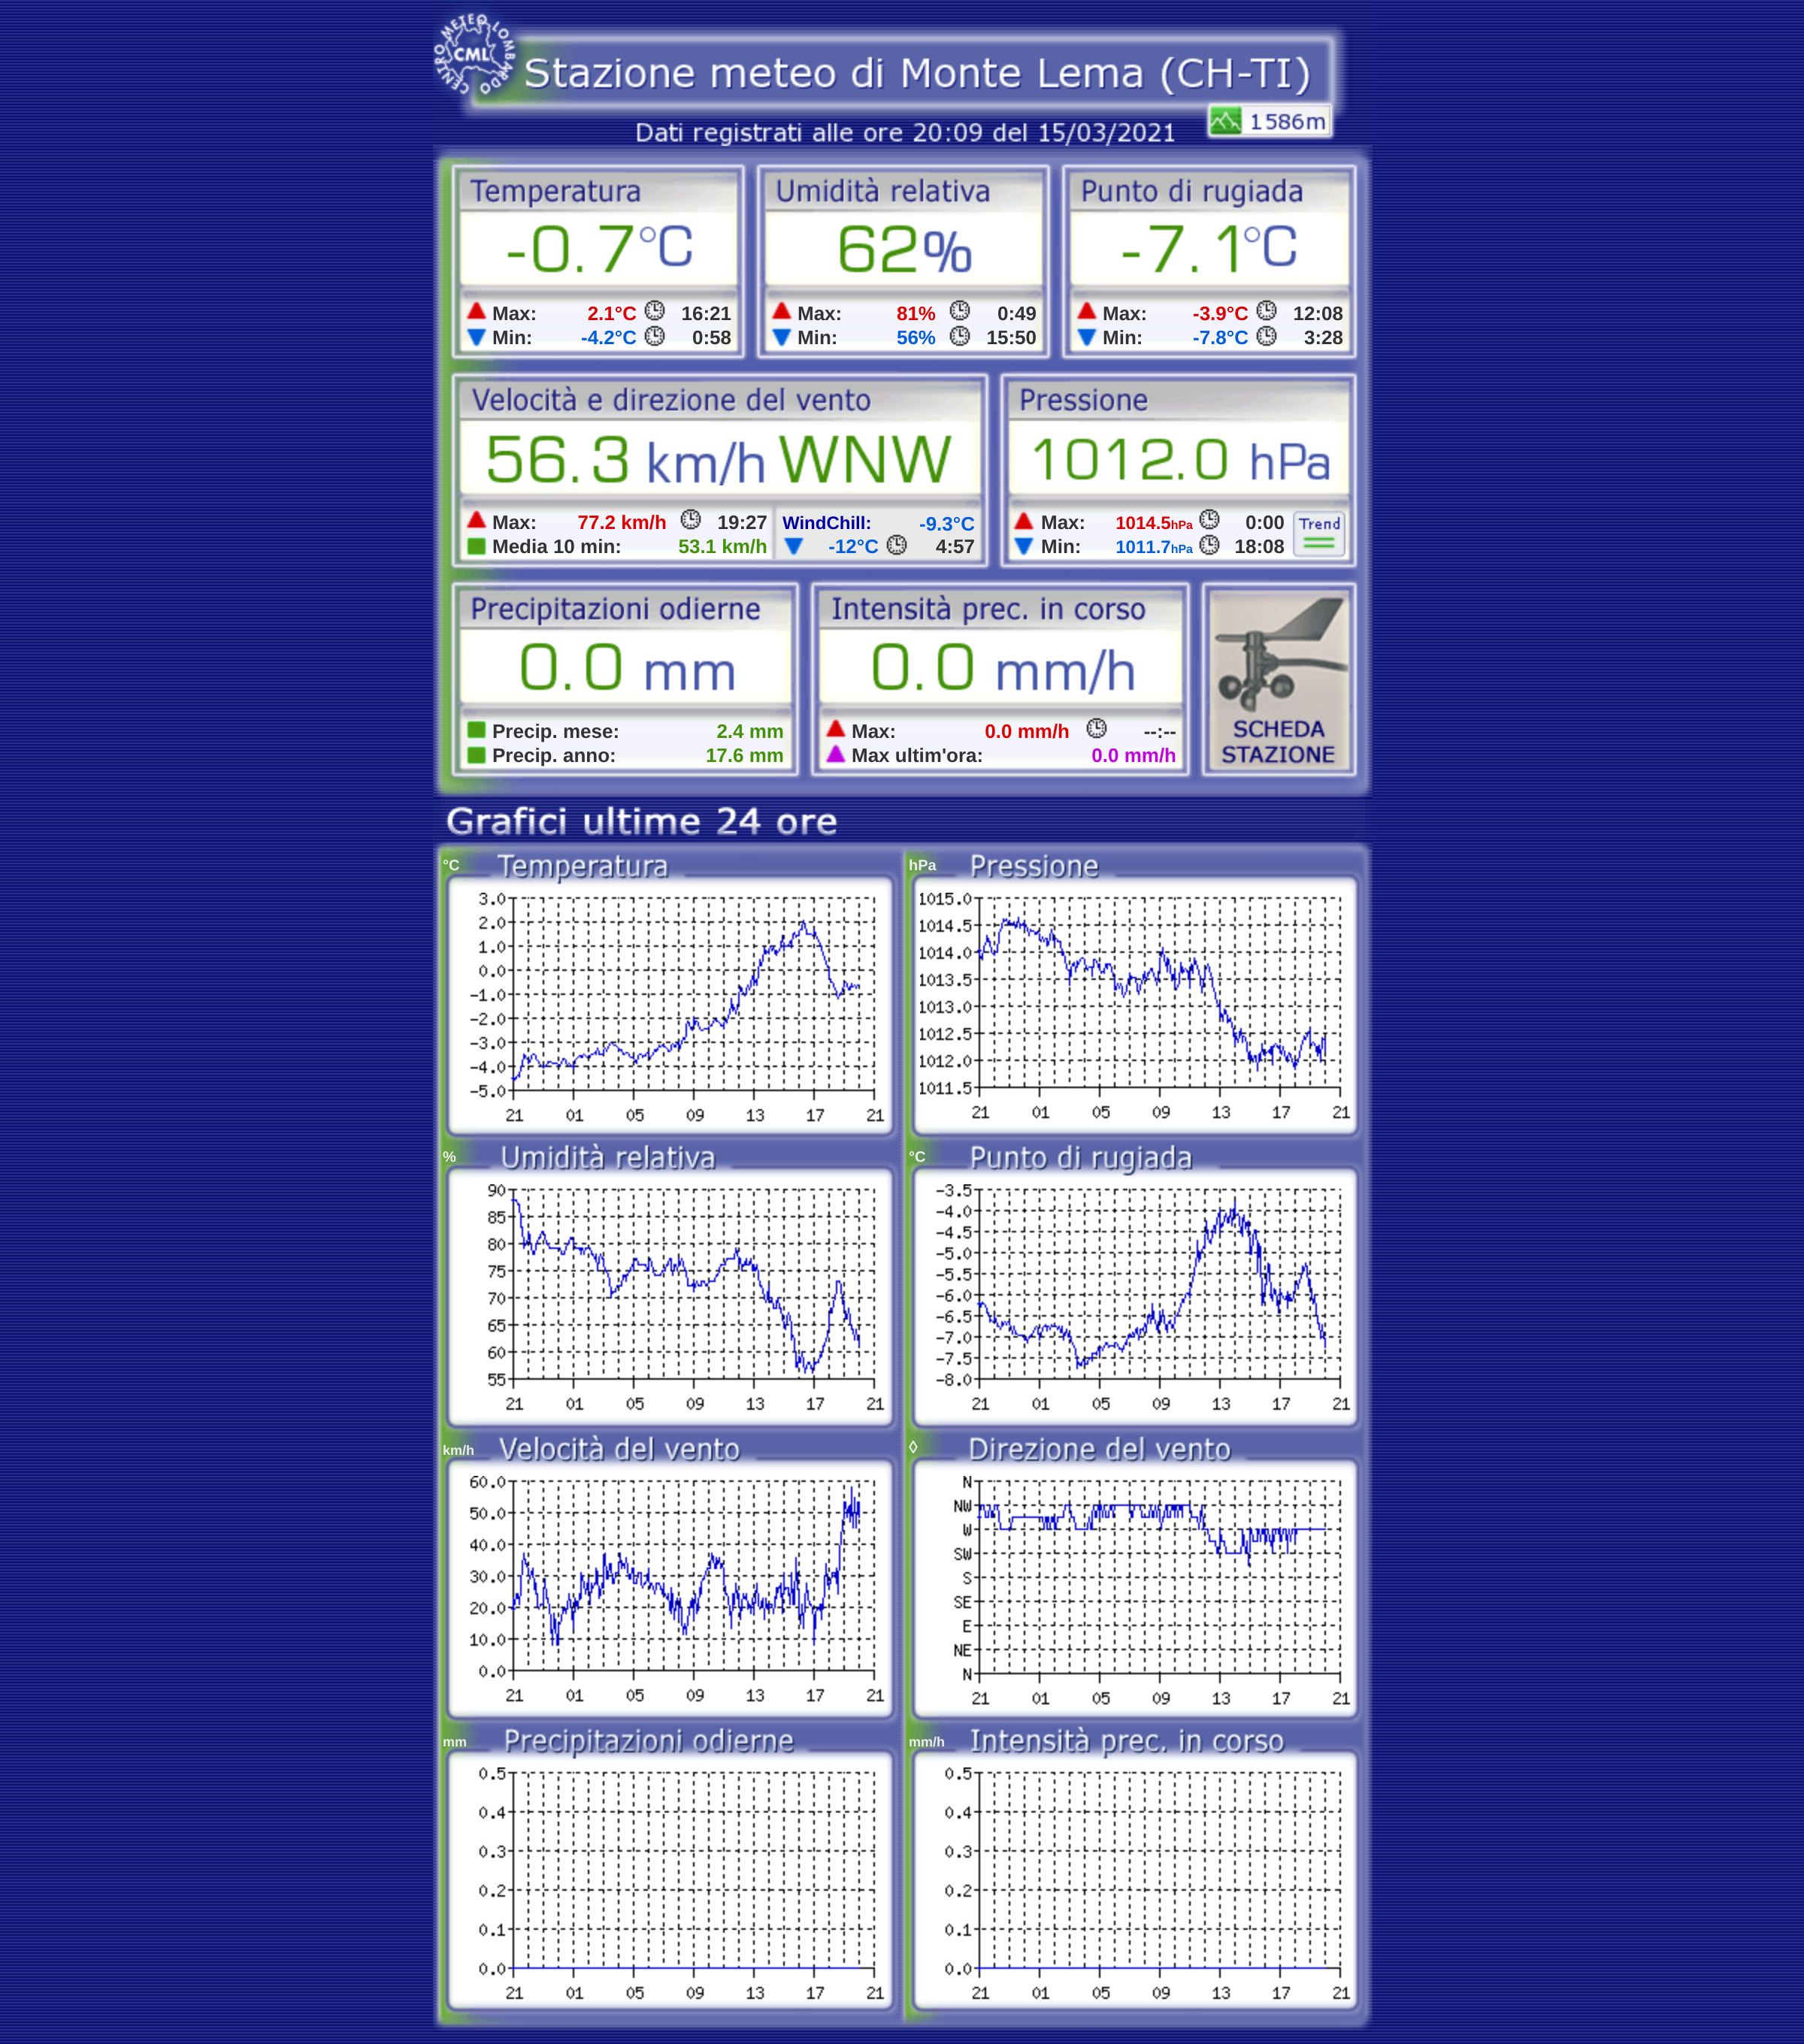 CENTRO METEO LOMBARDO
CML
Stazione meteo di Monte Lema (CH-TI)
1586m
Dati registrati alle ore 20:09 del 15/03/2021
Temperatura
-0.7°C
Max: 2.1°C 16:21
Min: -4.2°C 0:58
Umidità relativa
62%
Max: 81% 0:49
Min: 56% 15:50
Punto di rugiada
-7.1°C
Max: -3.9°C 12:08
Min: -7.8°C 3:28
Velocità e direzione del vento
56.3 km/h WNW
Max: 77.2 km/h 19:27
Media 10 min: 53.1 km/h
WindChill: -9.3°C
-12°C 4:57
Pressione
1012.0 hPa
Max: 1014.5hPa 0:00
Min: 1011.7hPa 18:08
Trend
Precipitazioni odierne
0.0 mm
Precip. mese: 2.4 mm
Precip. anno: 17.6 mm
Intensità prec. in corso
0.0 mm/h
Max: 0.0 mm/h --:--
Max ultim'ora: 0.0 mm/h
SCHEDA
STAZIONE
Grafici ultime 24 ore
°C Temperatura
3.0
2.0
1.0
0.0
-1.0
-2.0
-3.0
-4.0
-5.0
21 01 05 09 13 17 21
hPa Pressione
1015.0
1014.5
1014.0
1013.5
1013.0
1012.5
1012.0
1011.5
21 01 05 09 13 17 21
% Umidità relativa
90
85
80
75
70
65
60
55
21 01 05 09 13 17 21
°C Punto di rugiada
-3.5
-4.0
-4.5
-5.0
-5.5
-6.0
-6.5
-7.0
-7.5
-8.0
21 01 05 09 13 17 21
km/h Velocità del vento
60.0
50.0
40.0
30.0
20.0
10.0
0.0
21 01 05 09 13 17 21
◊ Direzione del vento
N
NW
W
SW
S
SE
E
NE
N
21 01 05 09 13 17 21
mm Precipitazioni odierne
0.5
0.4
0.3
0.2
0.1
0.0
21 01 05 09 13 17 21
mm/h Intensità prec. in corso
0.5
0.4
0.3
0.2
0.1
0.0
21 01 05 09 13 17 21